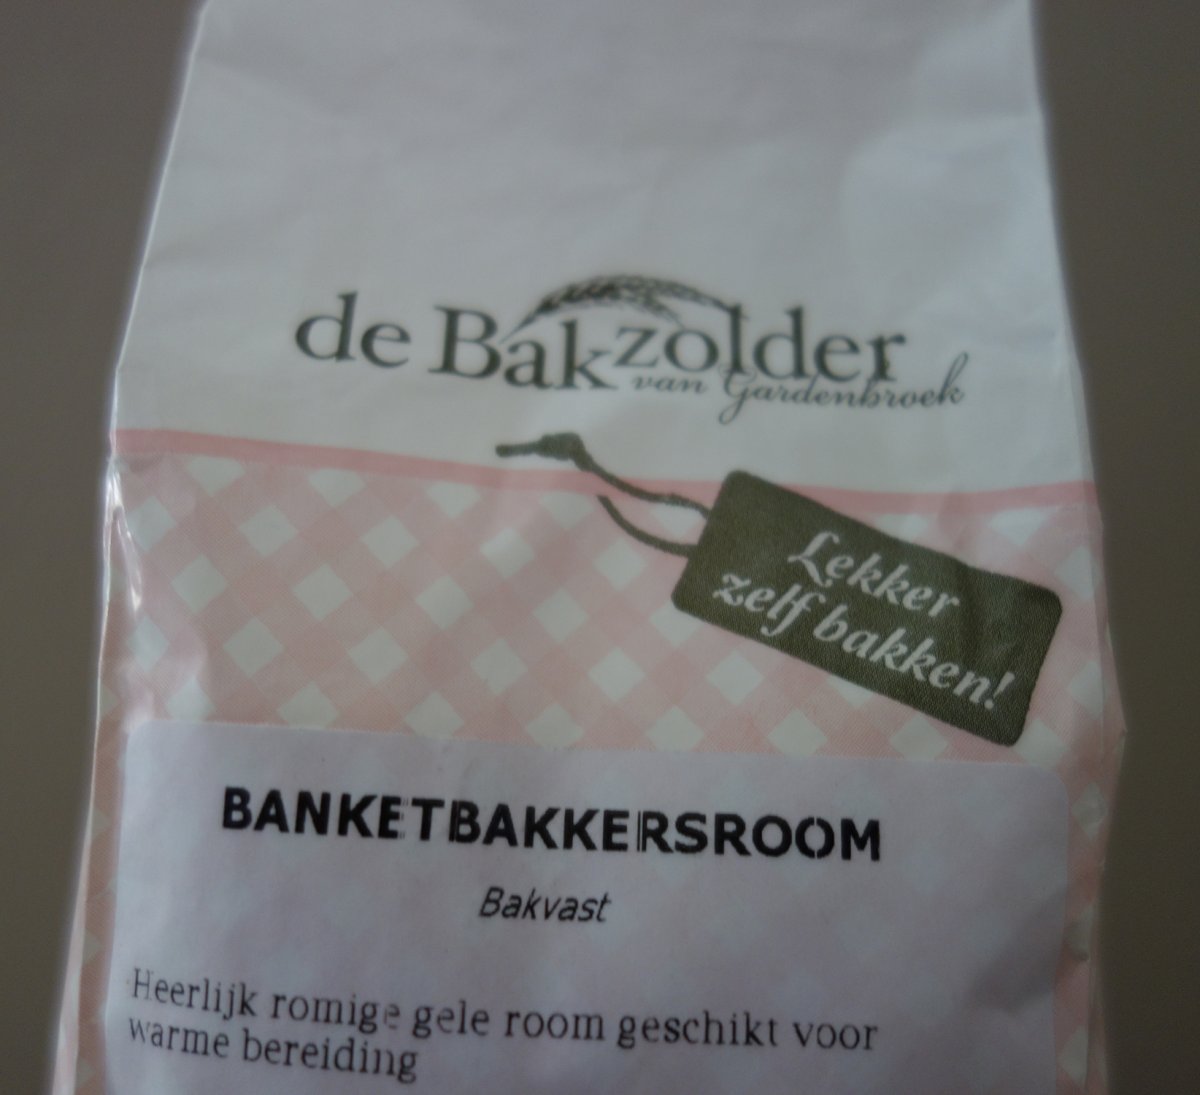 de Bakzolder
van Gardenbroek
Lekker
zelf bakken!
BANKETBAKKERSROOM
Bakvast
Heerlijk romige gele room geschikt voor
warme bereiding